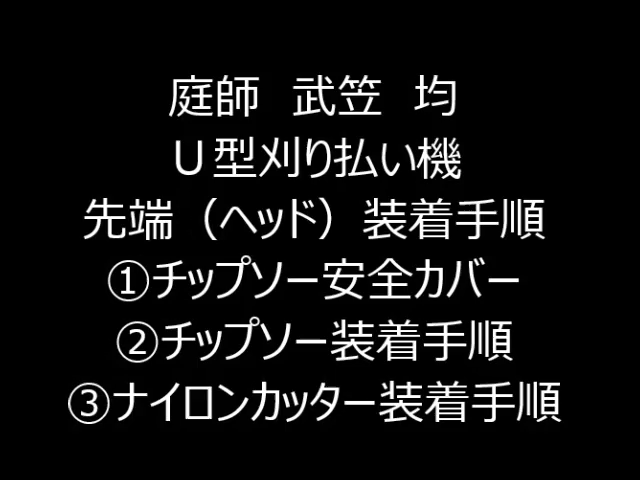 庭師　武笠　均
Ｕ型刈り払い機
先端（ヘッド）装着手順
①チップソー安全カバー
②チップソー装着手順
③ナイロンカッター装着手順